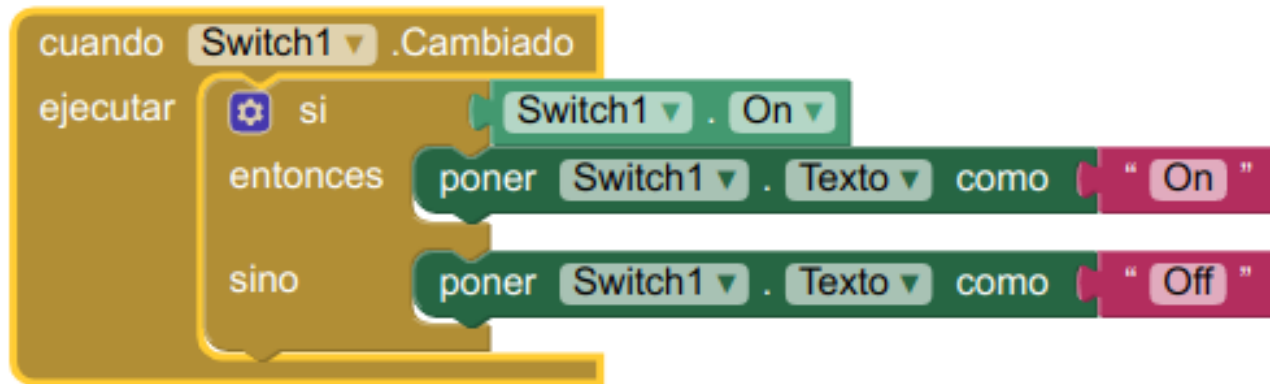 cuando Switch1 .Cambiado
ejecutar si Switch1 . On
entonces poner Switch1 . Texto como “ On ”
sino poner Switch1 . Texto como “ Off ”